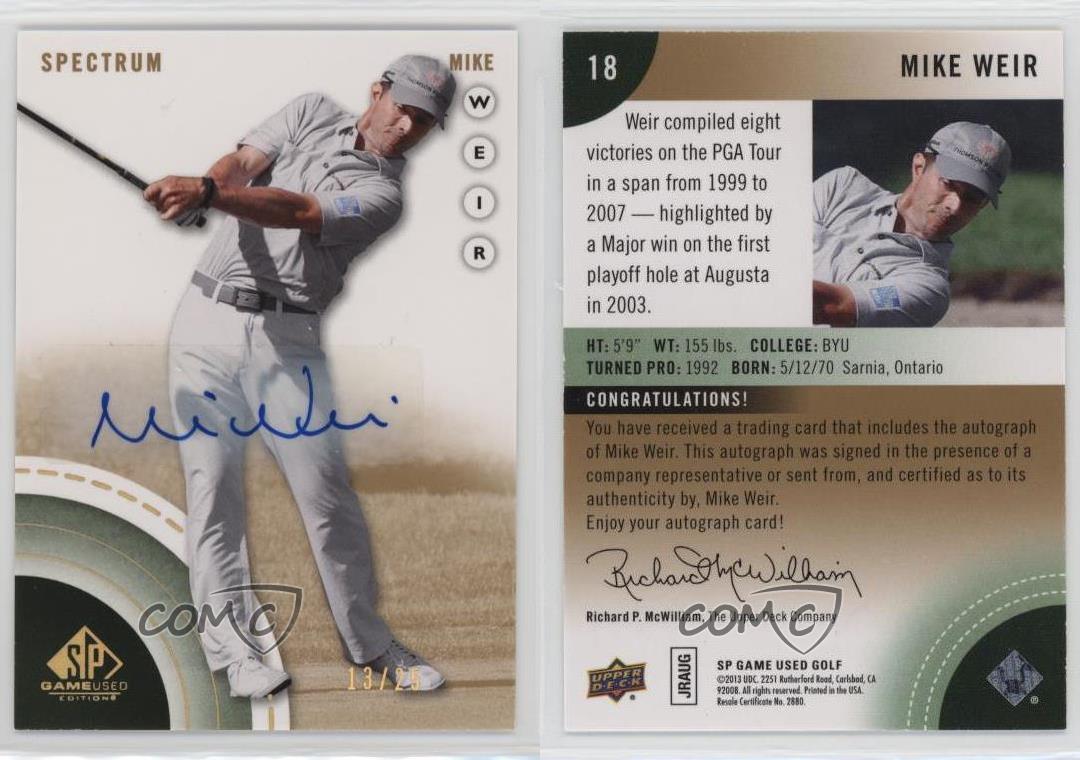 SPECTRUM
MIKE
W
E
I
R
Mike Weir
SP
GAMEUSED
EDITION®
13/25
COMC
18
MIKE WEIR
Weir compiled eight
victories on the PGA Tour
in a span from 1999 to
2007 — highlighted by
a Major win on the first
playoff hole at Augusta
in 2003.
HT: 5'9" WT: 155 lbs. COLLEGE: BYU
TURNED PRO: 1992 BORN: 5/12/70 Sarnia, Ontario
CONGRATULATIONS!
You have received a trading card that includes the autograph
of Mike Weir. This autograph was signed in the presence of a
company representative or sent from, and certified as to its
authenticity by, Mike Weir.
Enjoy your autograph card!
Richard P McWilliam
Richard P. McWilliam, The Upper Deck Company
COMC
UPPER
DECK
JRAUG
SP GAME USED GOLF
©2013 UDC. 2251 Rutherford Road, Carlsbad, CA
92008. All rights reserved. Printed in the USA.
Resale Certificate No. 2880.
®